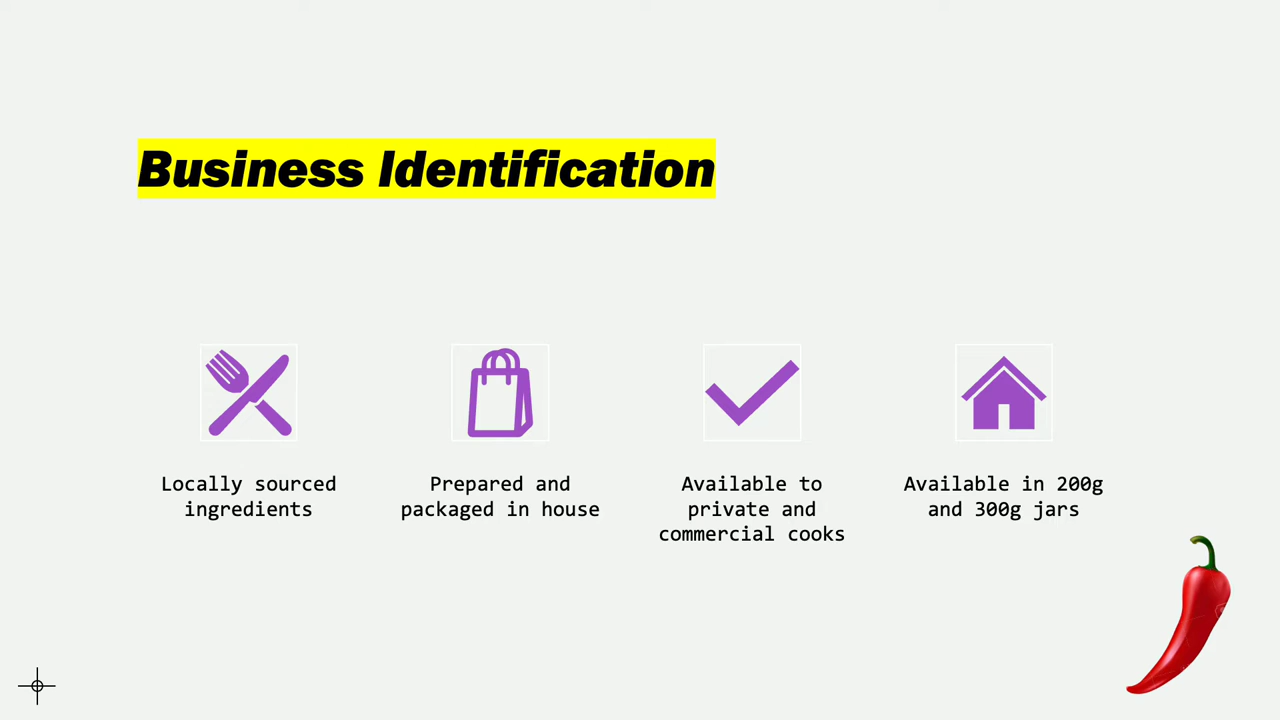 Business Identification
Locally sourced
ingredients
Prepared and
packaged in house
Available to
private and
commercial cooks
Available in 200g
and 300g jars